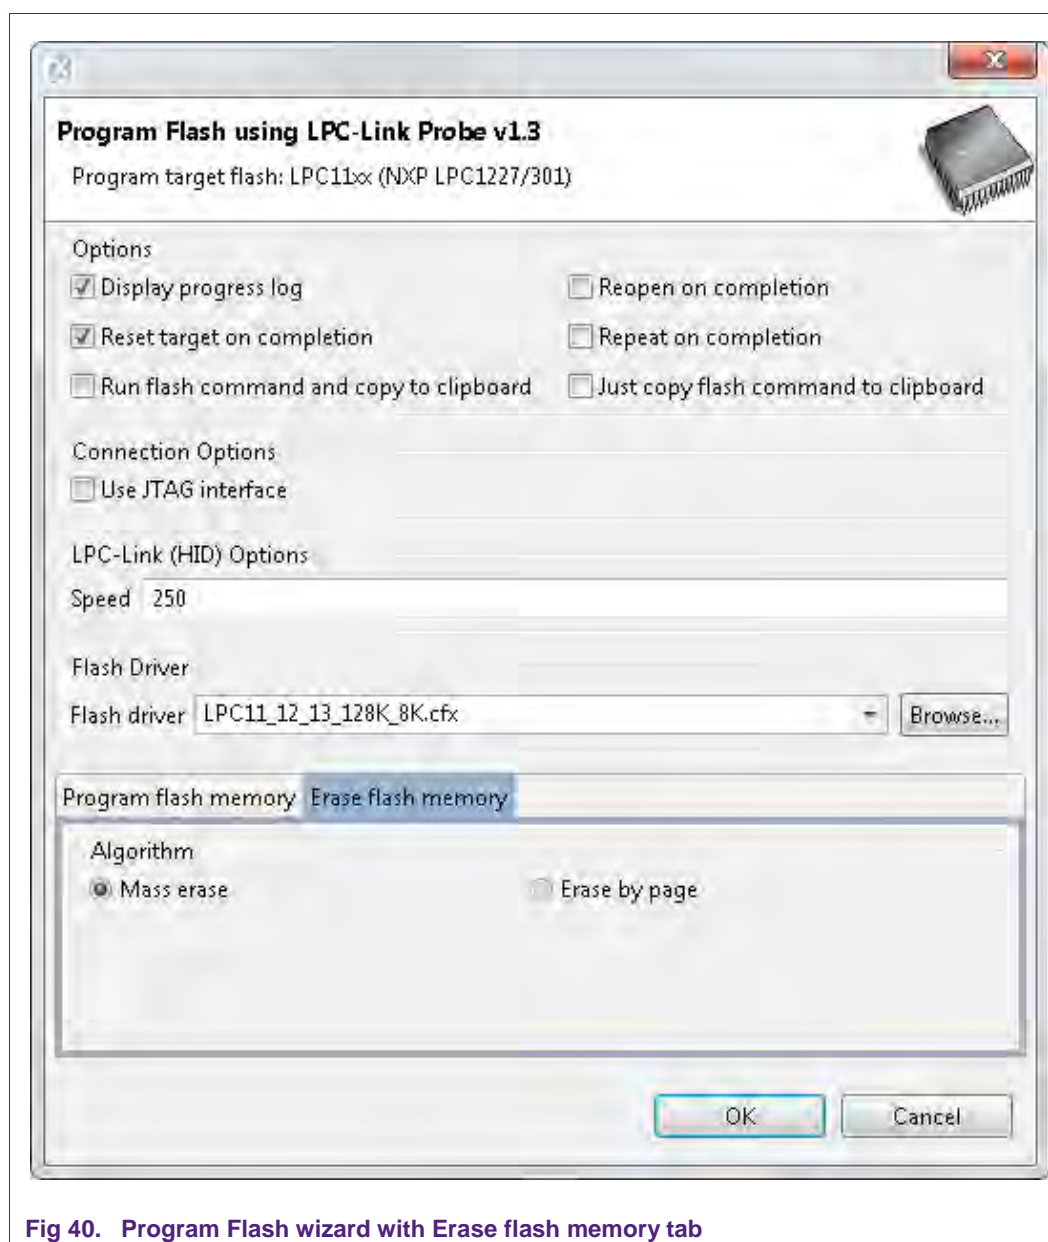 Program Flash using LPC-Link Probe v1.3
Program target flash: LPC11xx (NXP LPC1227/301)
Options
Display progress log
Reopen on completion
Reset target on completion
Repeat on completion
Run flash command and copy to clipboard
Just copy flash command to clipboard
Connection Options
Use JTAG interface
LPC-Link (HID) Options
Speed 250
Flash Driver
Flash driver LPC11_12_13_128K_8K.cfx Browse...
Program flash memory Erase flash memory
Algorithm
Mass erase Erase by page
OK Cancel
Fig 40. Program Flash wizard with Erase flash memory tab